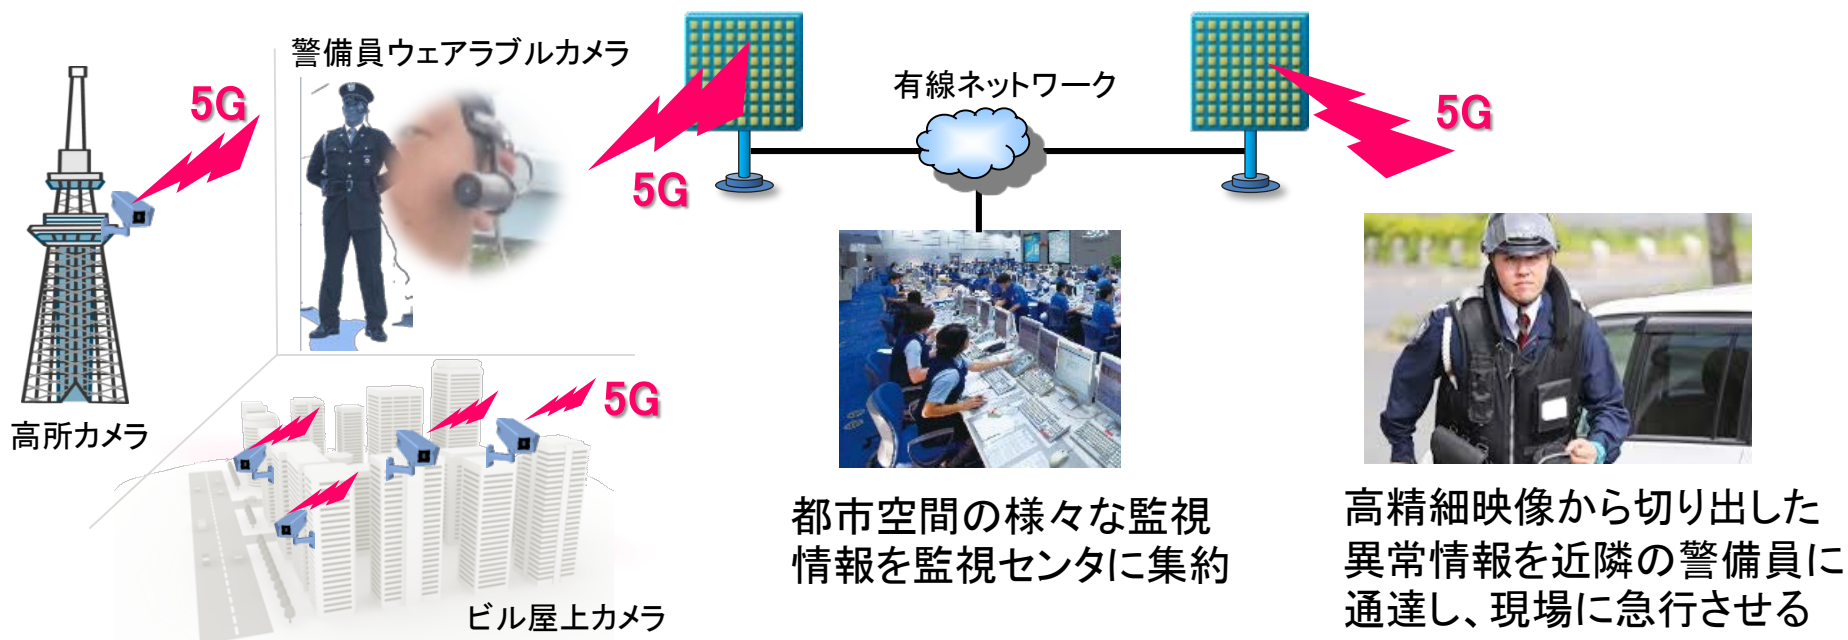 警備員ウェアラブルカメラ
5G
5G
有線ネットワーク
5G
高所カメラ
5G
ビル屋上カメラ
都市空間の様々な監視
情報を監視センタに集約
高精細映像から切り出した
異常情報を近隣の警備員に
通達し、現場に急行させる